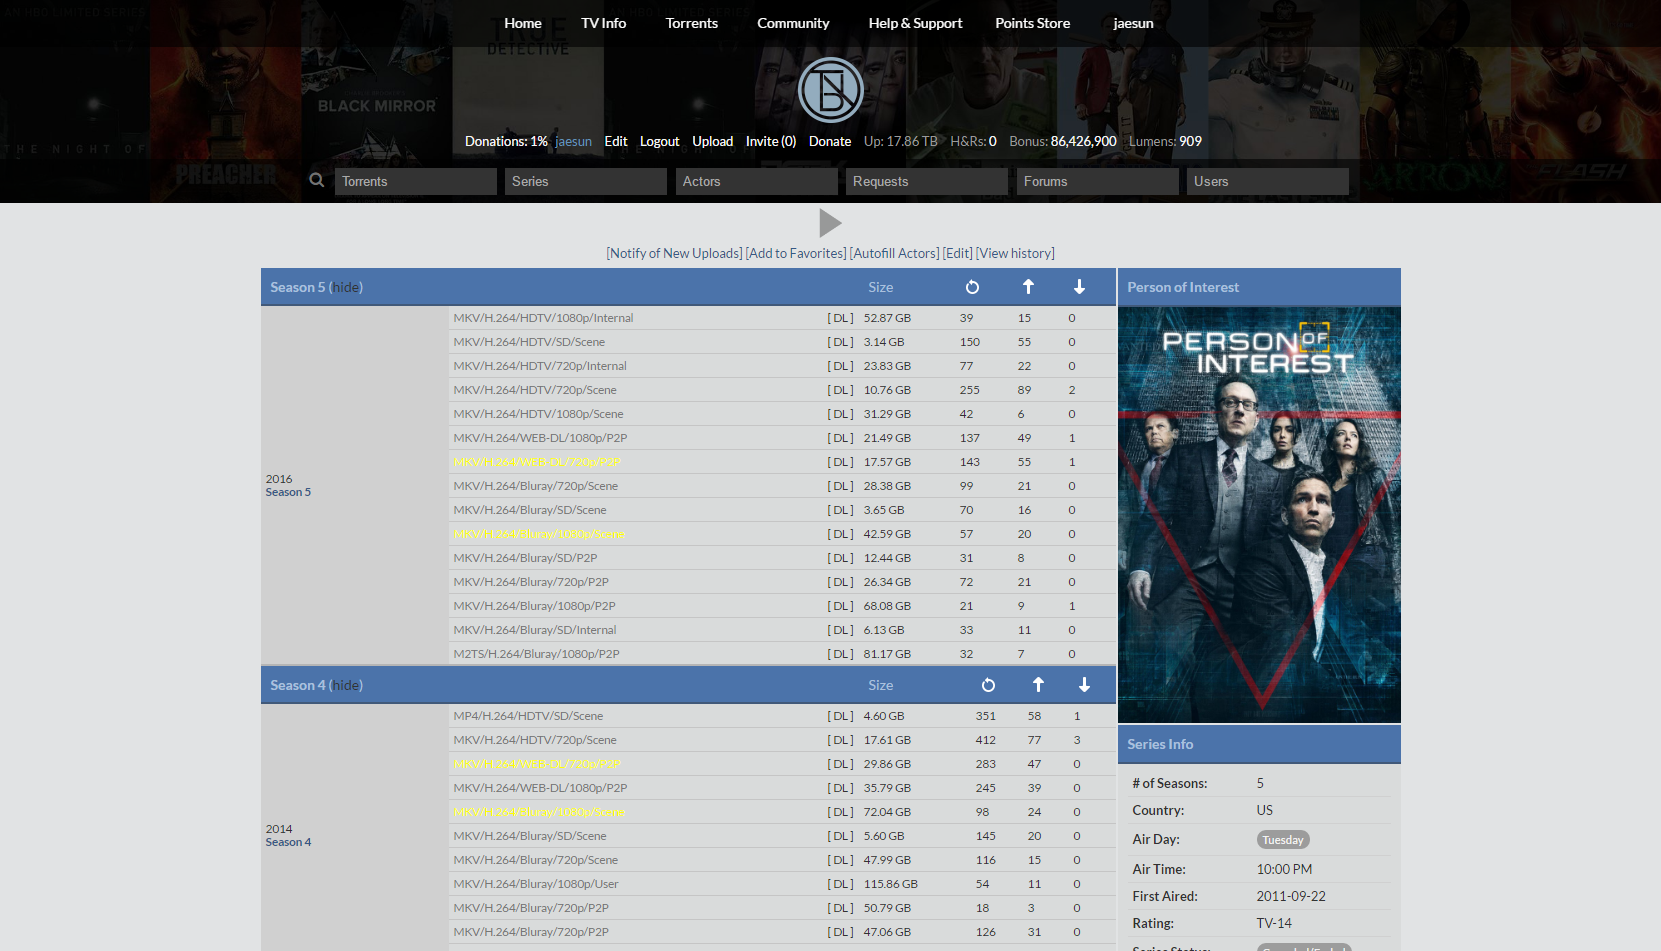 AN HBO LIMITED SERIES
AN HBO LIMITED SERIES
Home TV Info Torrents Community Help & Support Points Store jaesun
TRUE
DETECTIVE
BLACK MIRROR
THE NIGHT OF
PREACHER
ARROW
FLASH
Donations: 1% jaesun Edit Logout Upload Invite (0) Donate Up: 17.86 TB H&Rs: 0 Bonus: 86,426,900 Lumens: 909
Torrents Series Actors Requests Forums Users
[Notify of New Uploads] [Add to Favorites] [Autofill Actors] [Edit] [View history]
Season 5 (hide) Size
MKV/H.264/HDTV/1080p/Internal [ DL ] 52.87 GB 39 15 0
MKV/H.264/HDTV/SD/Scene [ DL ] 3.14 GB 150 55 0
MKV/H.264/HDTV/720p/Internal [ DL ] 23.83 GB 77 22 0
MKV/H.264/HDTV/720p/Scene [ DL ] 10.76 GB 255 89 2
MKV/H.264/HDTV/1080p/Scene [ DL ] 31.29 GB 42 6 0
MKV/H.264/WEB-DL/1080p/P2P [ DL ] 21.49 GB 137 49 1
MKV/H.264/WEB-DL/720p/P2P [ DL ] 17.57 GB 143 55 1
2016
Season 5
MKV/H.264/Bluray/720p/Scene [ DL ] 28.38 GB 99 21 0
MKV/H.264/Bluray/SD/Scene [ DL ] 3.65 GB 70 16 0
MKV/H.264/Bluray/1080p/Scene [ DL ] 42.59 GB 57 20 0
MKV/H.264/Bluray/SD/P2P [ DL ] 12.44 GB 31 8 0
MKV/H.264/Bluray/720p/P2P [ DL ] 26.34 GB 72 21 0
MKV/H.264/Bluray/1080p/P2P [ DL ] 68.08 GB 21 9 1
MKV/H.264/Bluray/SD/Internal [ DL ] 6.13 GB 33 11 0
M2TS/H.264/Bluray/1080p/P2P [ DL ] 81.17 GB 32 7 0
Season 4 (hide) Size
MP4/H.264/HDTV/SD/Scene [ DL ] 4.60 GB 351 58 1
MKV/H.264/HDTV/720p/Scene [ DL ] 17.61 GB 412 77 3
MKV/H.264/WEB-DL/720p/P2P [ DL ] 29.86 GB 283 47 0
MKV/H.264/WEB-DL/1080p/P2P [ DL ] 35.79 GB 245 39 0
MKV/H.264/Bluray/1080p/Scene [ DL ] 72.04 GB 98 24 0
2014
Season 4
MKV/H.264/Bluray/SD/Scene [ DL ] 5.60 GB 145 20 0
MKV/H.264/Bluray/720p/Scene [ DL ] 47.99 GB 116 15 0
MKV/H.264/Bluray/1080p/User [ DL ] 115.86 GB 54 11 0
MKV/H.264/Bluray/720p/P2P [ DL ] 50.79 GB 18 3 0
MKV/H.264/Bluray/720p/P2P [ DL ] 47.06 GB 126 31 0
Person of Interest
PERSON OF
INTEREST
Series Info
# of Seasons: 5
Country: US
Air Day: Tuesday
Air Time: 10:00 PM
First Aired: 2011-09-22
Rating: TV-14